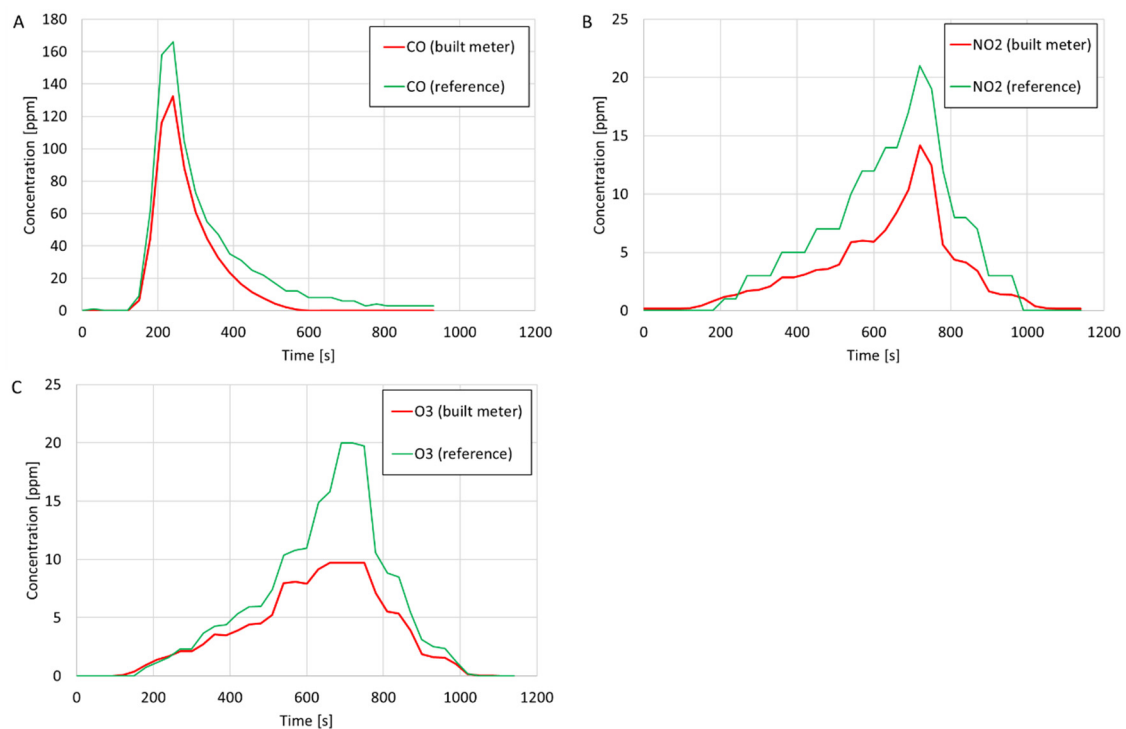 A
180
160
140
120
100
80
60
40
20
0
Concentration [ppm]
0 200 400 600 800 1000 1200
Time [s]
CO (built meter)
CO (reference)
B
25
20
15
10
5
0
Concentration [ppm]
0 200 400 600 800 1000 1200
Time [s]
NO2 (built meter)
NO2 (reference)
C
25
20
15
10
5
0
Concentration [ppm]
0 200 400 600 800 1000 1200
Time [s]
O3 (built meter)
O3 (reference)